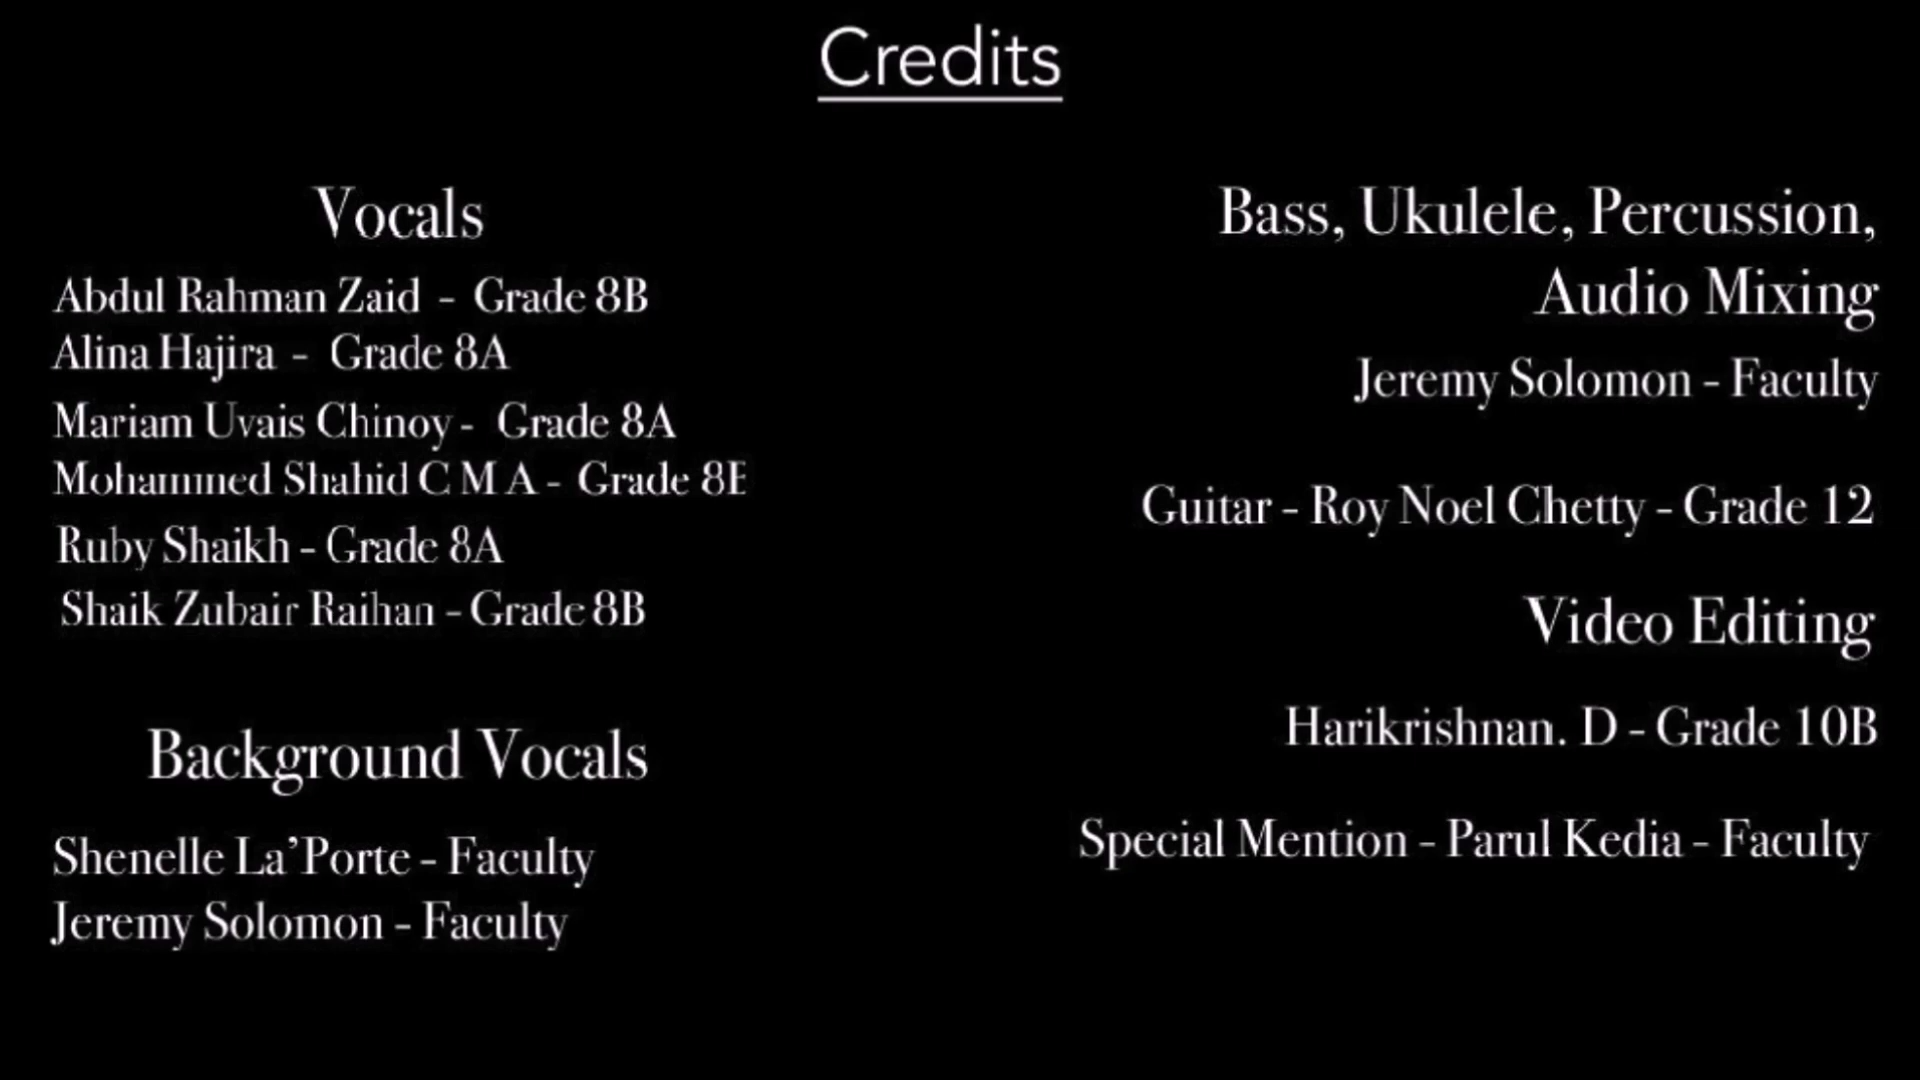 Credits
Vocals
Abdul Rahman Zaid - Grade 8B
Alina Hajira - Grade 8A
Mariam Uvais Chinoy - Grade 8A
Mohammed Shahid C M A - Grade
Ruby Shaikh - Grade 8A
Shaik Zubair Raihan - Grade 8B
Background Vocals
Shenelle La’Porte - Faculty
Jeremy Solomon - Faculty
Bass, Ukulele, Percussion,
Audio Mixing
Jeremy Solomon - Faculty
Guitar - Roy Noel Chetty - Grade 12
Video Editing
Harikrishnan. D - Grade 10B
Special Mention - Parul Kedia - Faculty